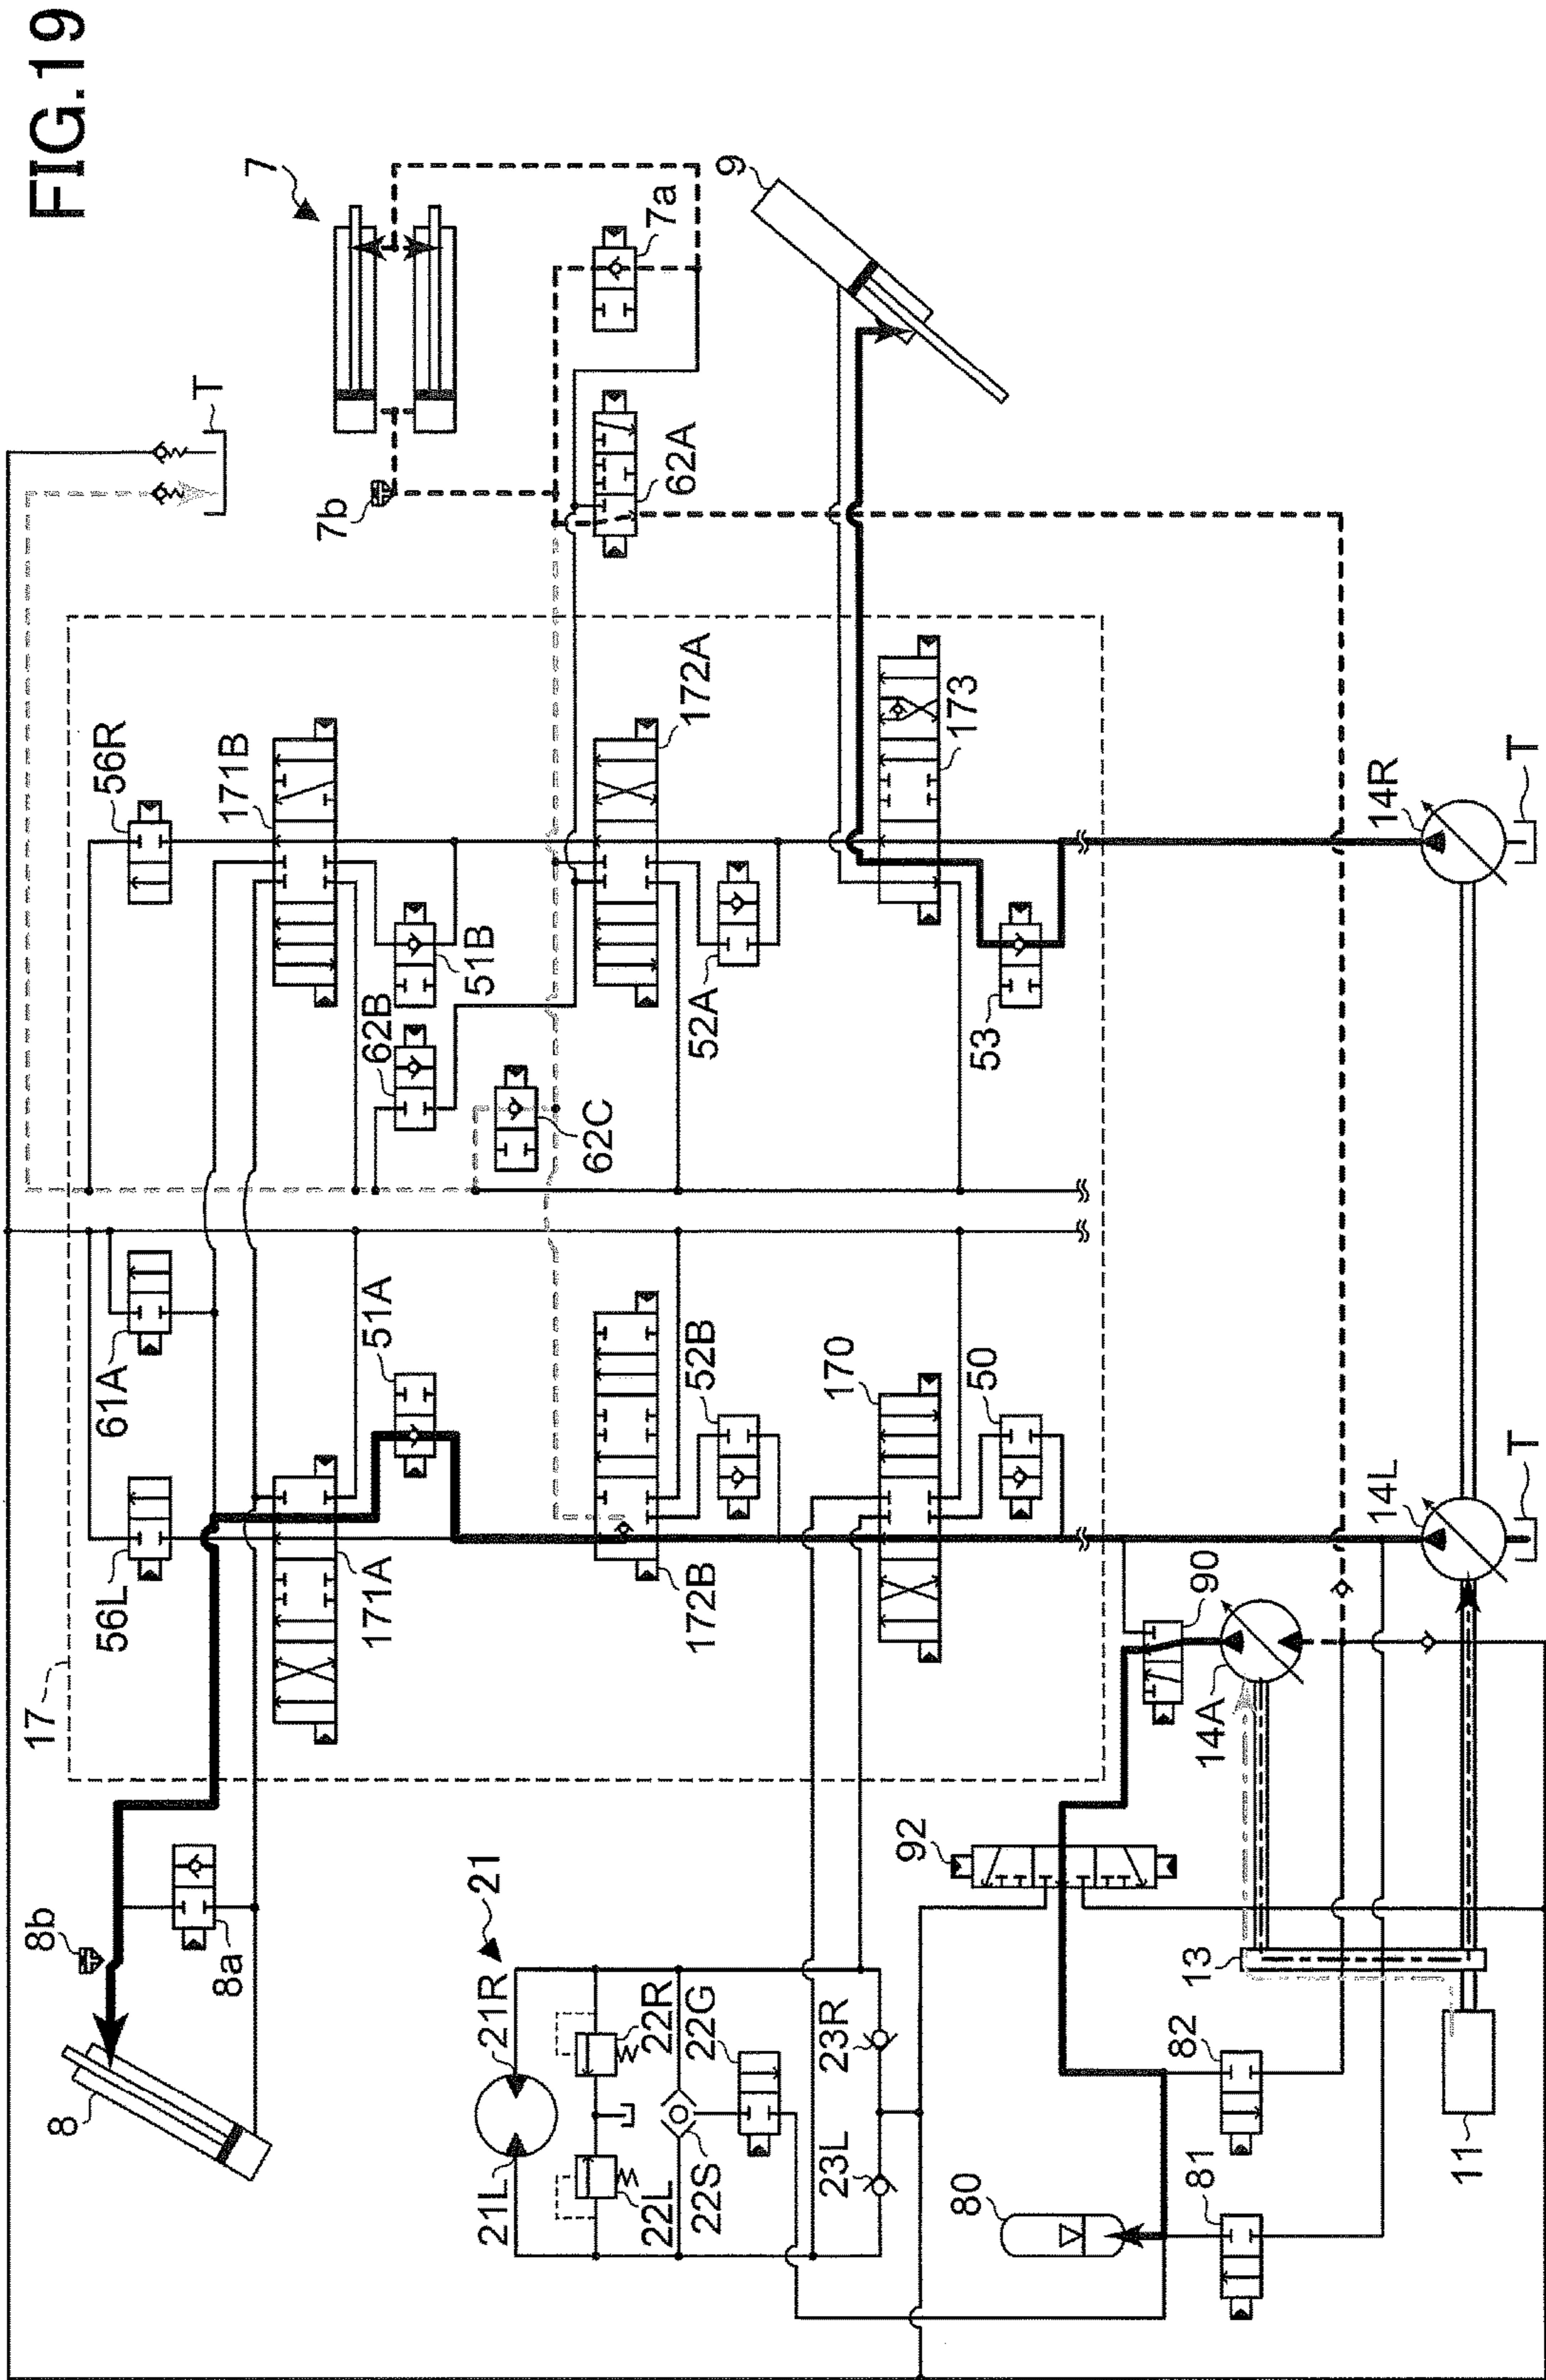 FIG.19
7
7a
9
T
7b
62A
56R
171B
172A
173
51B
62B
52A
53
62C
14R
T
61A
51A
52B
170
50
56L
171A
172B
90
14L
T
17
14A
8b
8a
92
13
21
8
21R
22R
22G
23R
82
21L
22L
22S
23L
80
81
11